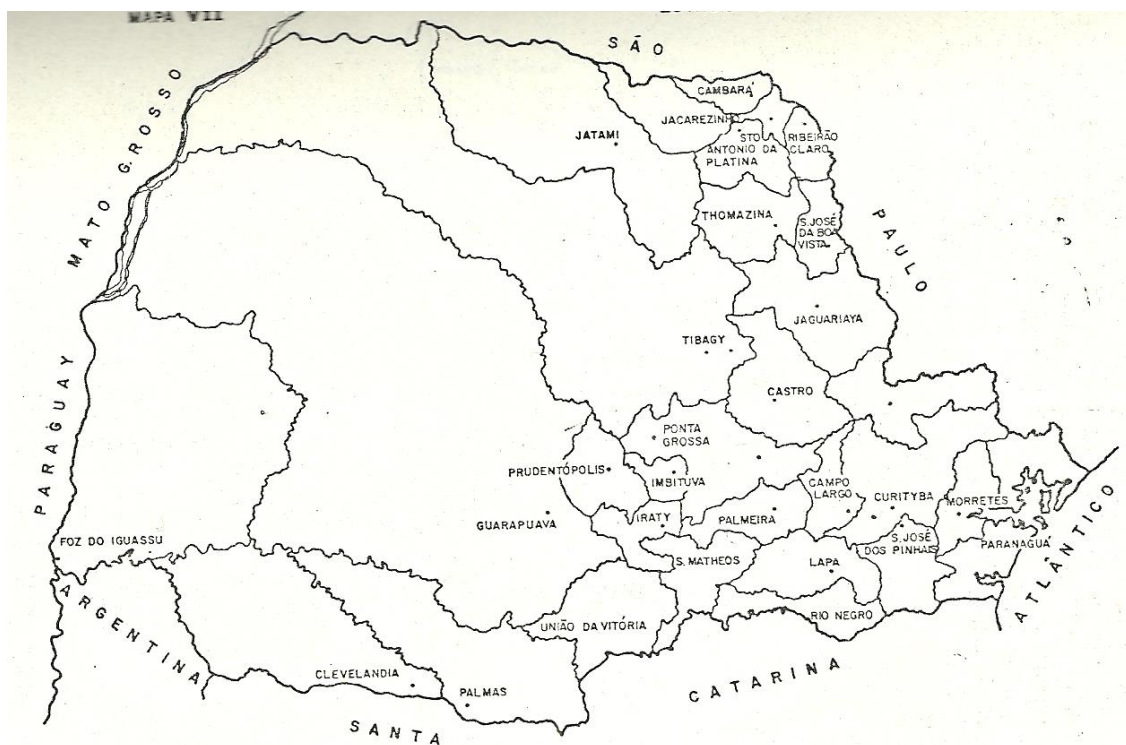 MAPA VII
SÃO
PAULO
MATO G. ROSSO
PARAGUAY
ARGENTINA
SANTA
CATARINA
ATLÂNTICO
CAMBARÁ
JACAREZINHO
JATAMI
STO
ANTONIO DA
PLATINA
RIBEIRÃO
CLARO
THOMAZINA
S. JOSÉ
DA BOA
VISTA
JAGUARIAYA
TIBAGY
CASTRO
PONTA
GROSSA
PRUDENTÓPOLIS
IMBITUVA
CAMPO
LARGO
CURITYBA
MORRETES
GUARAPUAVA
IRATY
PALMEIRA
S. JOSÉ
DOS PINHAIS
PARANAGUÁ
FOZ DO IGUASSU
S. MATHEOS
LAPA
RIO NEGRO
UNIÃO DA VITÓRIA
CLEVELANDIA
PALMAS